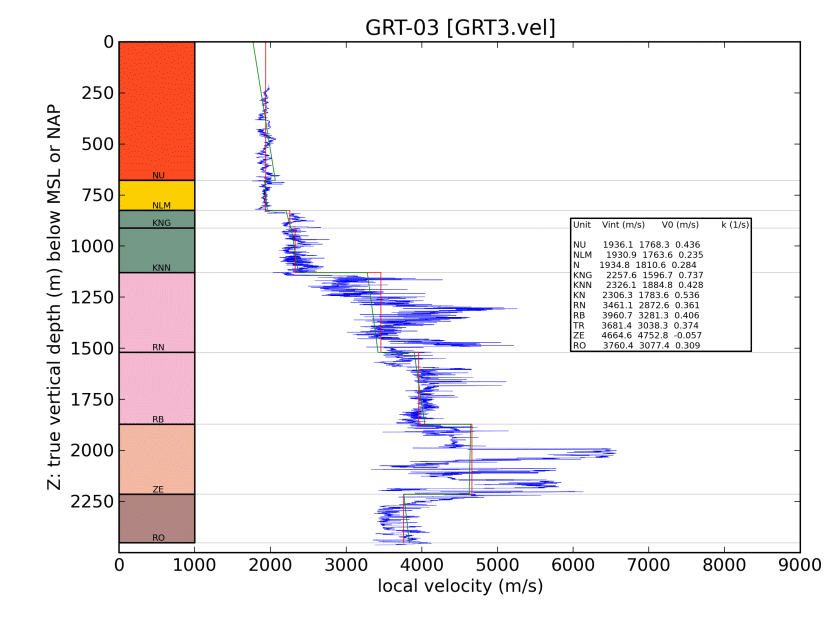 GRT-03 [GRT3.vel]
Z: true vertical depth (m) below MSL or NAP
0
250
500
750
1000
1250
1500
1750
2000
2250
NU
NLM
KNG
KNN
RN
RB
ZE
RO
Unit Vint (m/s) V0 (m/s) k (1/s)
NU 1936.1 1768.3 0.436
NLM 1930.9 1763.6 0.235
N 1934.8 1810.6 0.284
KNG 2257.6 1596.7 0.737
KNN 2326.1 1884.8 0.428
KN 2306.3 1783.6 0.536
RN 3461.1 2872.6 0.361
RB 3960.7 3281.3 0.406
TR 3681.4 3038.3 0.374
ZE 4664.6 4752.8 -0.057
RO 3760.4 3077.4 0.309
0 1000 2000 3000 4000 5000 6000 7000 8000 9000
local velocity (m/s)